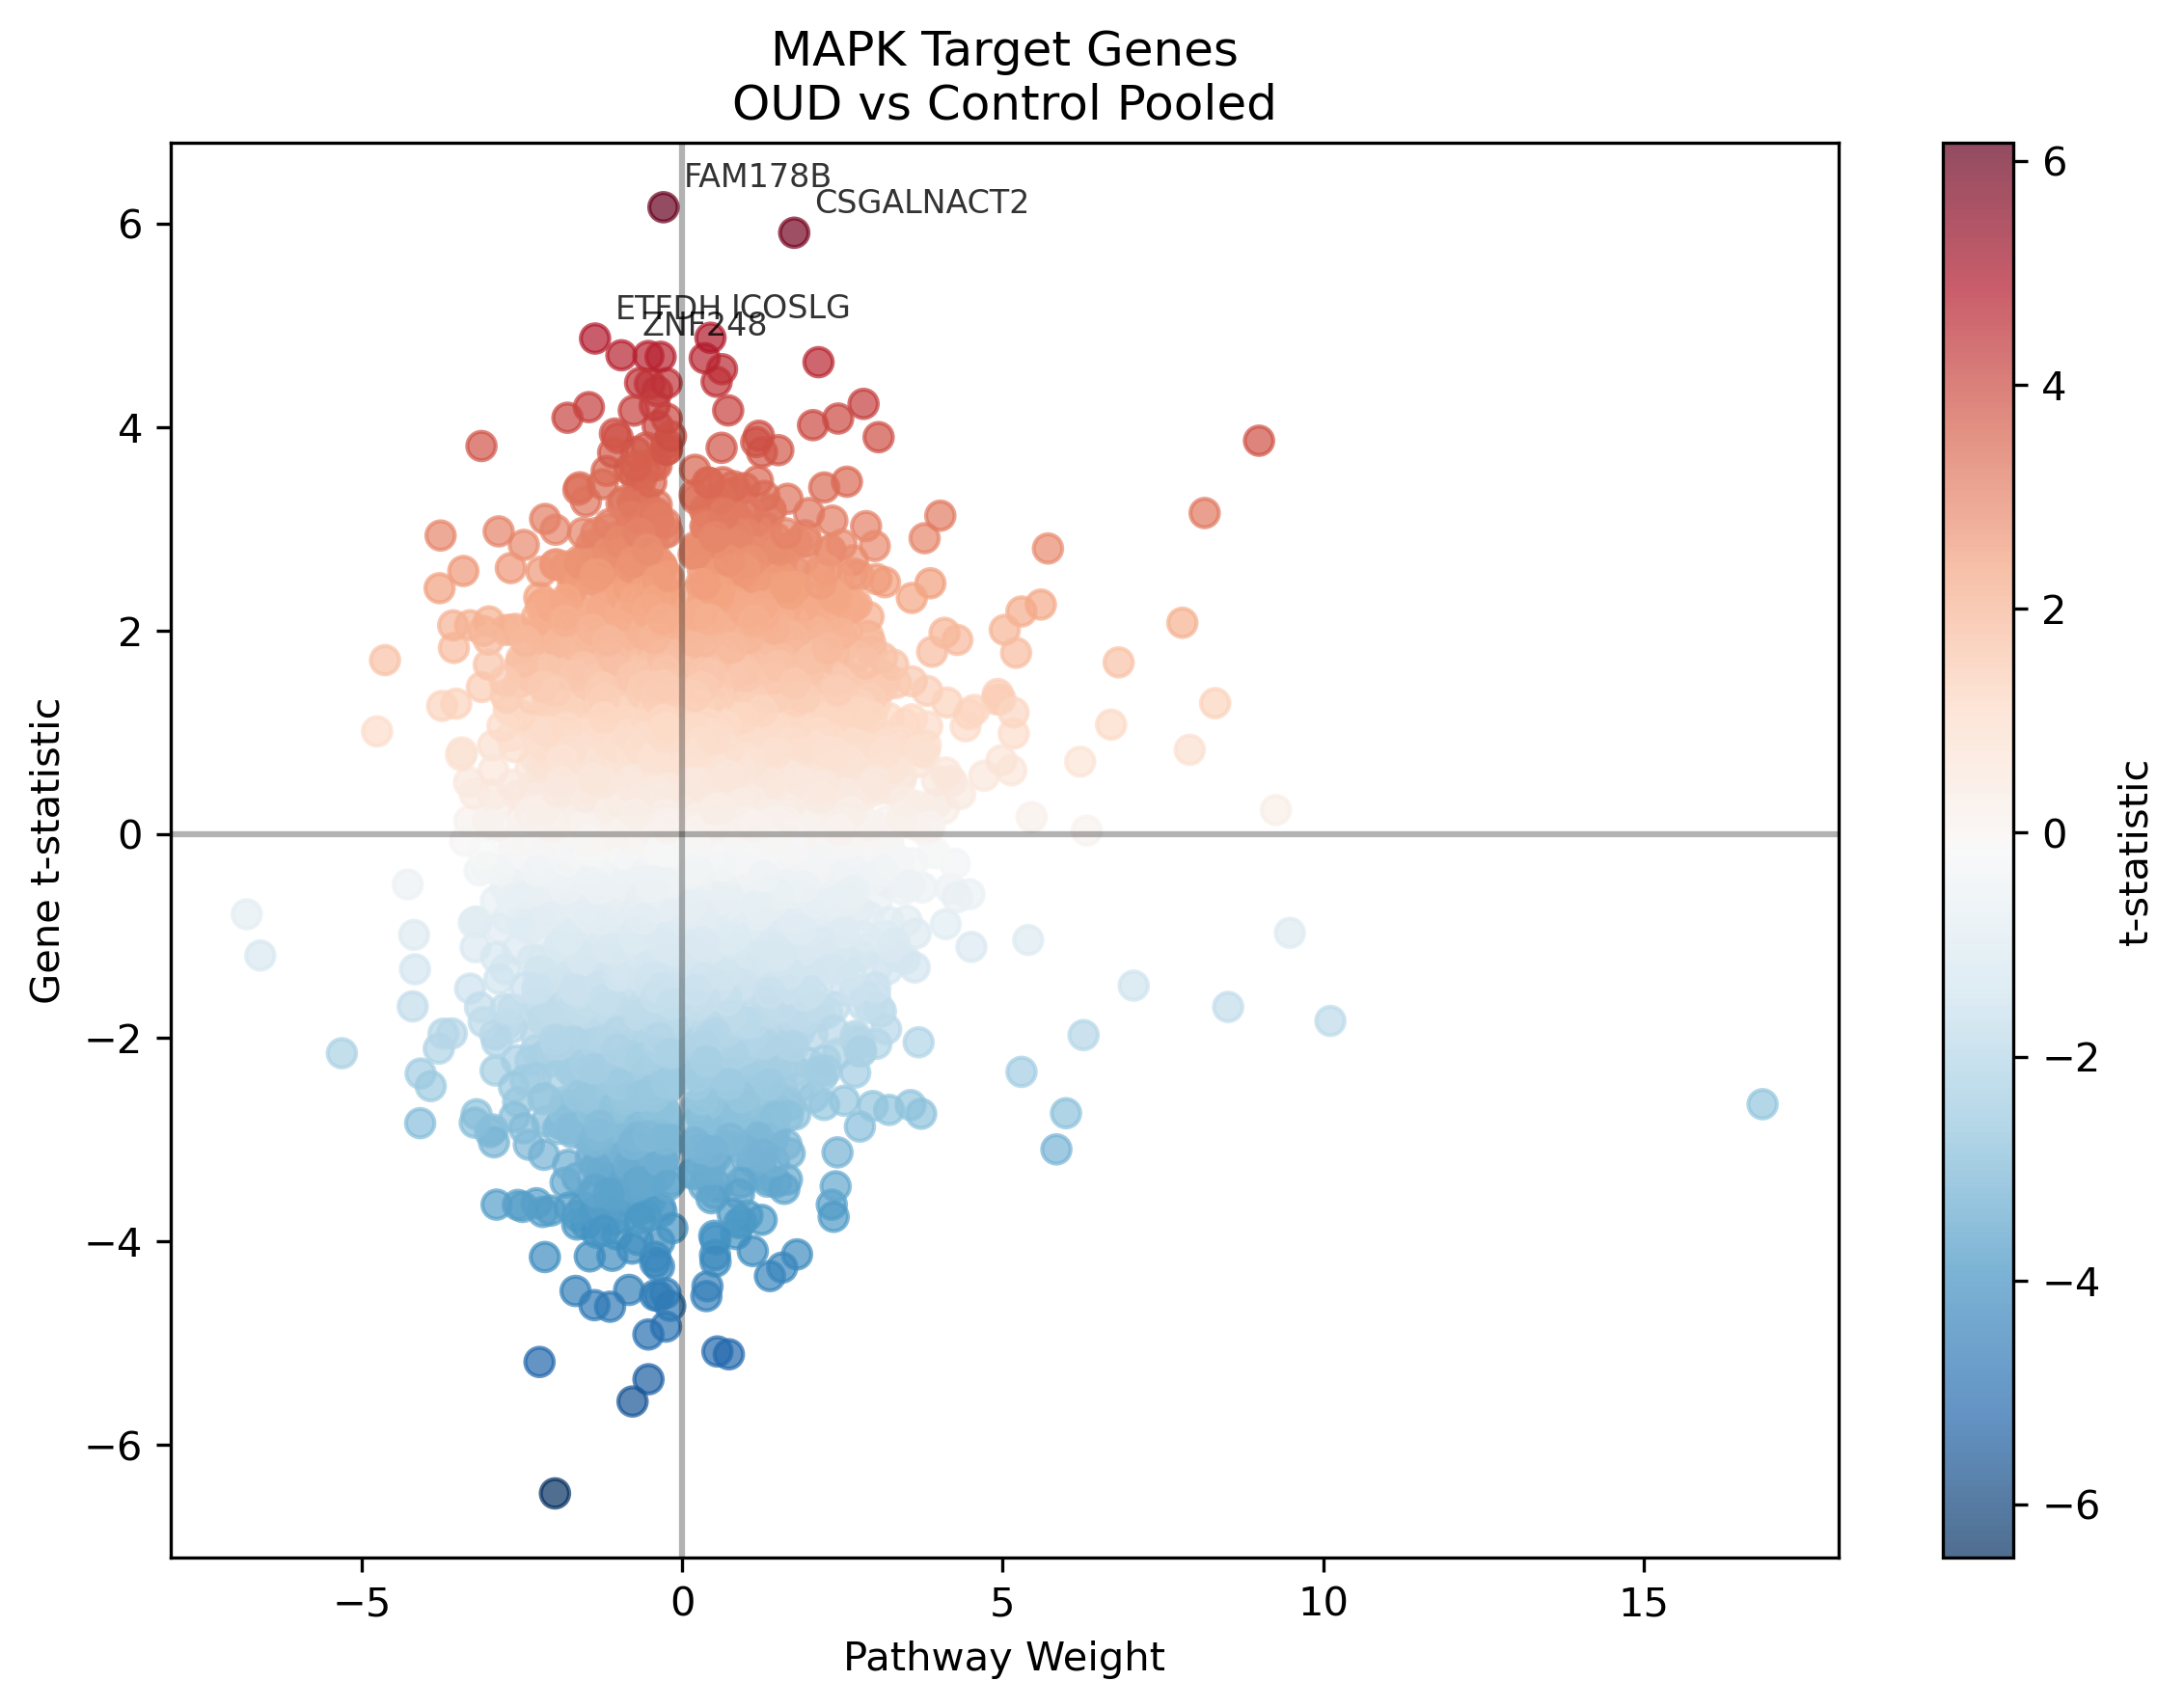 MAPK Target Genes
OUD vs Control Pooled
FAM178B
CSGALNACT2
ETFDH
ICOSLG
ZNF248
6
4
2
0
−2
−4
−6
Gene t-statistic
−5
0
5
10
15
Pathway Weight
6
4
2
0
−2
−4
−6
t-statistic